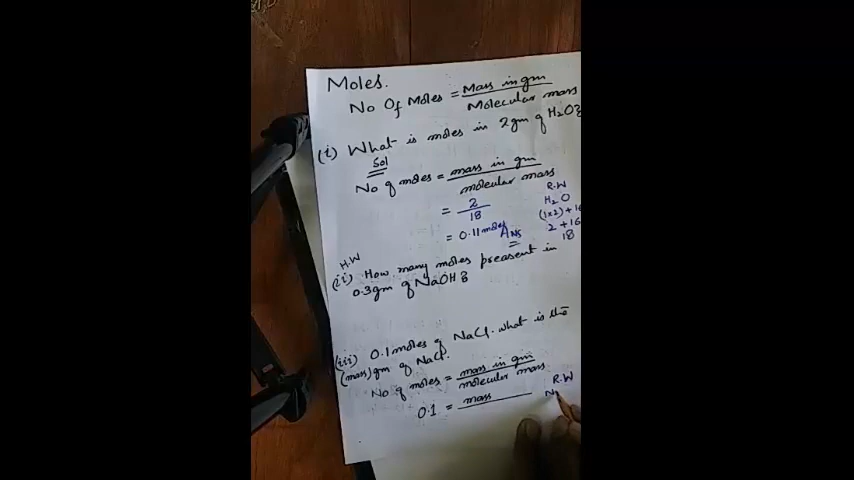 Moles.
No Of Moles = Mass in gm
Molecular mass
(i) What is moles in 2gm of H2O?
Sol
No of moles = mass in gm
molecular mass
= 2
18
= 0.11 moles Ans
R.W
H2O
(1×2) + 16
2 + 16
18
H.W
(ii) How many moles preasent in
0.3gm of NaOH?
(iii) 0.1 moles of NaCl. what is the
(mass) gm of NaCl.
No of moles = mass in gm
molecular mass
0.1 = mass
R.W